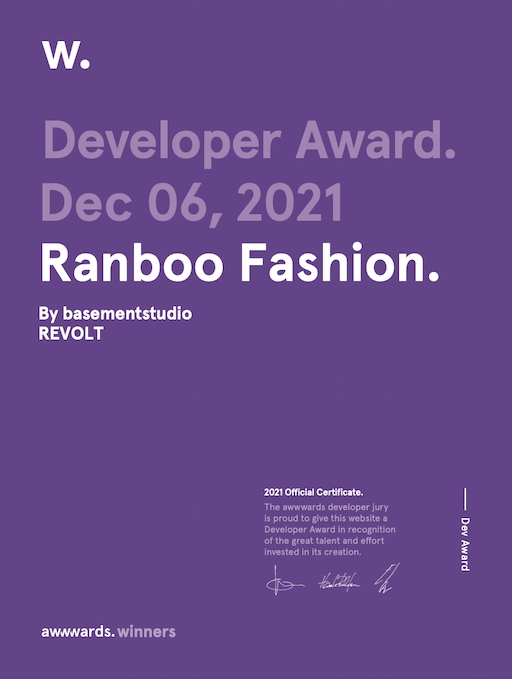 w.
Developer Award.
Dec 06, 2021
Ranboo Fashion.
By basementstudio
REVOLT
2021 Official Certificate.
The awwwards developer jury
is proud to give this website a
Developer Award in recognition
of the great talent and effort
invested in its creation.
Dev Award
awwwards. winners